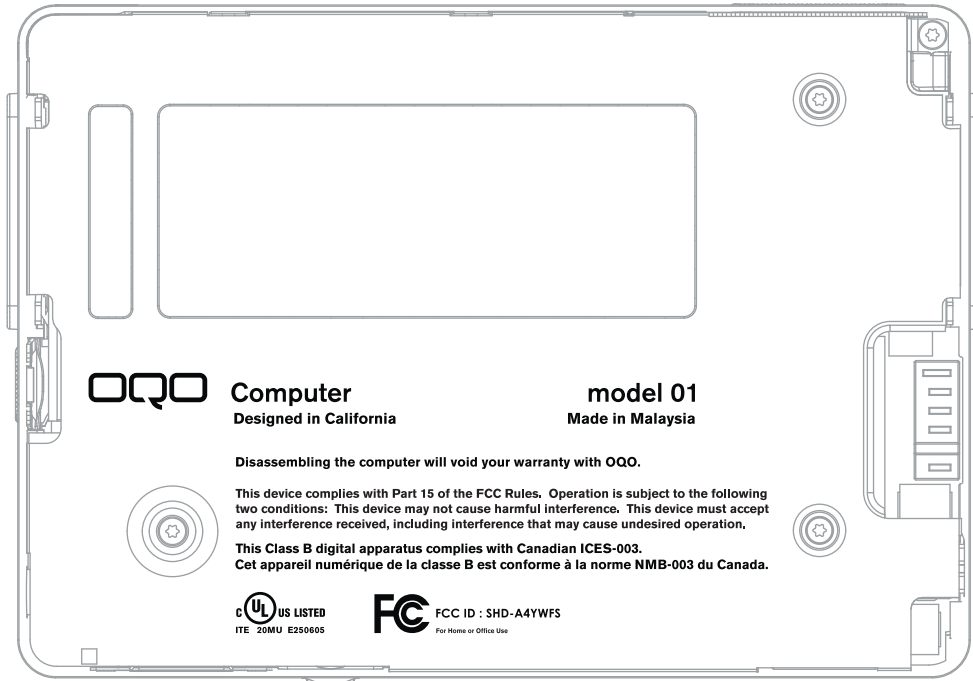 OQO Computer model 01
Designed in California Made in Malaysia
Disassembling the computer will void your warranty with OQO.
This device complies with Part 15 of the FCC Rules. Operation is subject to the following
two conditions: This device may not cause harmful interference. This device must accept
any interference received, including interference that may cause undesired operation.
This Class B digital apparatus complies with Canadian ICES-003.
Cet appareil numérique de la classe B est conforme à la norme NMB-003 du Canada.
C UL US LISTED
ITE 20MU E250605
FC FCC ID : SHD-A4YWFS
For Home or Office Use